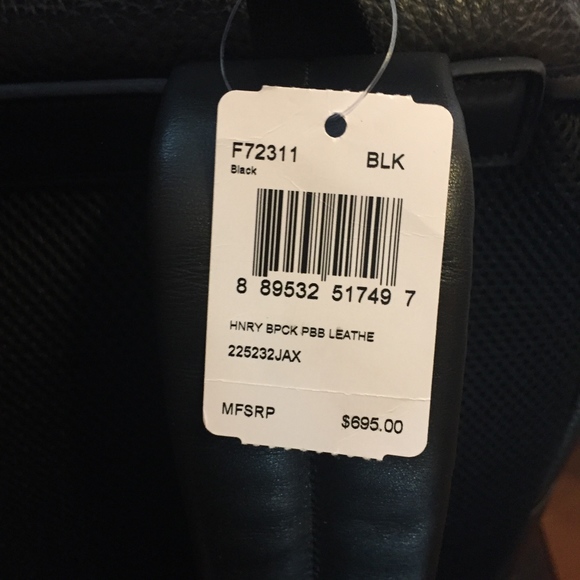 F72311 BLK
Black
8 89532 51749 7
HNRY BPCK PBB LEATHE
225232JAX
MFSRP $695.00